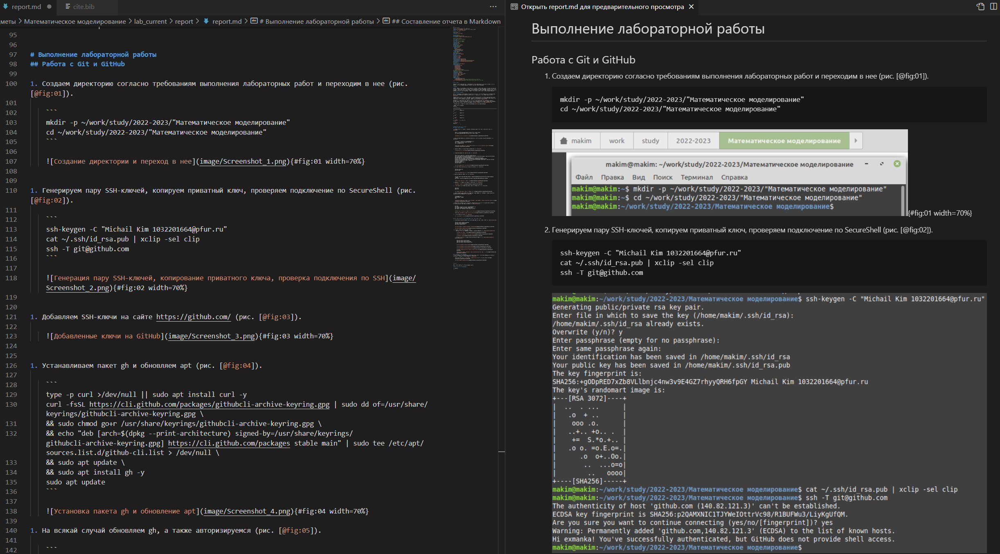 report.md
cite.bib
меты > Математическое моделирование > lab_current > report > report.md > # Выполнение лабораторной работы > ## Составление отчета в Markdown
95
96
97 # Выполнение лабораторной работы
98 ## Работа с Git и GitHub
99
100 1. Создаем директорию согласно требованиям выполнения лабораторных работ и переходим в нее (рис.
[@fig:01]).
101
102 ```
103 mkdir -p ~/work/study/2022-2023/"Математическое моделирование"
104 cd ~/work/study/2022-2023/"Математическое моделирование"
105 ```
106
107 ![Создание директории и переход в нее](image/Screenshot_1.png){#fig:01 width=70%}
108
109
110 1. Генерируем пару SSH-ключей, копируем приватный ключ, проверяем подключение по SecureShell (рис.
[@fig:02]).
111
112 ```
113 ssh-keygen -C "Michail Kim 1032201664@pfur.ru"
114 cat ~/.ssh/id_rsa.pub | xclip -sel clip
115 ssh -T git@github.com
116 ```
117
118 ![Генерация пару SSH-ключей, копирование приватного ключа, проверка подключения по SSH](image/
Screenshot_2.png){#fig:02 width=70%}
119
120
121 1. Добавляем SSH-ключи на сайте https://github.com/ (рис. [@fig:03]).
122
123 ![Добавленные ключи на GitHub](image/Screenshot_3.png){#fig:03 width=70%}
124
125
126 1. Устанавливаем пакет gh и обновляем apt (рис. [@fig:04]).
127
128 ```
129 type -p curl >/dev/null || sudo apt install curl -y
130 curl -fsSL https://cli.github.com/packages/githubcli-archive-keyring.gpg | sudo dd of=/usr/share/
keyrings/githubcli-archive-keyring.gpg \
131 && sudo chmod go+r /usr/share/keyrings/githubcli-archive-keyring.gpg \
132 && echo "deb [arch=$(dpkg --print-architecture) signed-by=/usr/share/keyrings/
githubcli-archive-keyring.gpg] https://cli.github.com/packages stable main" | sudo tee /etc/apt/
sources.list.d/github-cli.list > /dev/null \
133 && sudo apt update \
134 && sudo apt install gh -y
135 sudo apt update
136 ```
137
138 ![Установка пакета gh и обновление apt](image/Screenshot_4.png){#fig:04 width=70%}
139
140 1. На всякай случай обновляем gh, а также авторизируемся (рис. [@fig:05]).
141
142 ```
Открыть report.md для предварительного просмотра
Выполнение лабораторной работы
Работа с Git и GitHub
1. Создаем директорию согласно требованиям выполнения лабораторных работ и переходим в нее (рис. [@fig:01]).
mkdir -p ~/work/study/2022-2023/"Математическое моделирование"
cd ~/work/study/2022-2023/"Математическое моделирование"
makim work study 2022-2023 Математическое моделирование
makim@makim: ~/work/study/2022-2023/Математическое моделирование
Файл Правка Вид Поиск Терминал Справка
makim@makim:~$ mkdir -p ~/work/study/2022-2023/"Математическое моделирование"
makim@makim:~$ cd ~/work/study/2022-2023/"Математическое моделирование"
makim@makim:~/work/study/2022-2023/Математическое моделирование$
{#fig:01 width=70%}
2. Генерируем пару SSH-ключей, копируем приватный ключ, проверяем подключение по SecureShell (рис. [@fig:02]).
ssh-keygen -C "Michail Kim 1032201664@pfur.ru"
cat ~/.ssh/id_rsa.pub | xclip -sel clip
ssh -T git@github.com
makim@makim:~/work/study/2022-2023/Математическое моделирование$ ssh-keygen -C "Michail Kim 1032201664@pfur.ru"
Generating public/private rsa key pair.
Enter file in which to save the key (/home/makim/.ssh/id_rsa):
/home/makim/.ssh/id_rsa already exists.
Overwrite (y/n)? y
Enter passphrase (empty for no passphrase):
Enter same passphrase again:
Your identification has been saved in /home/makim/.ssh/id_rsa
Your public key has been saved in /home/makim/.ssh/id_rsa.pub
The key fingerprint is:
SHA256:+gODpRED7xZb8VLlbnjc4nw3v9E4GZ7rhyyQRH6fpGY Michail Kim 1032201664@pfur.ru
The key's randomart image is:
+---[RSA 3072]----+
|  ..  . ...      |
|   .o  + ..      |
|    ooo .o.      |
|   ..+.. +o.. .  |
|    +=  S.*o.+.. |
|   .o o. =o.E.o=.|
|      .o  o+..Oo.|
|       ..  ...o=o|
|        ..   oooo|
+----[SHA256]-----+
makim@makim:~/work/study/2022-2023/Математическое моделирование$ cat ~/.ssh/id_rsa.pub | xclip -sel clip
makim@makim:~/work/study/2022-2023/Математическое моделирование$ ssh -T git@github.com
The authenticity of host 'github.com (140.82.121.3)' can't be established.
ECDSA key fingerprint is SHA256:p2QAMXNIC1TJYWeIOttrVc98/R1BUFWu3/LiyKgUfQM.
Are you sure you want to continue connecting (yes/no/[fingerprint])? yes
Warning: Permanently added 'github.com,140.82.121.3' (ECDSA) to the list of known hosts.
Hi exmanka! You've successfully authenticated, but GitHub does not provide shell access.
makim@makim:~/work/study/2022-2023/Математическое моделирование$